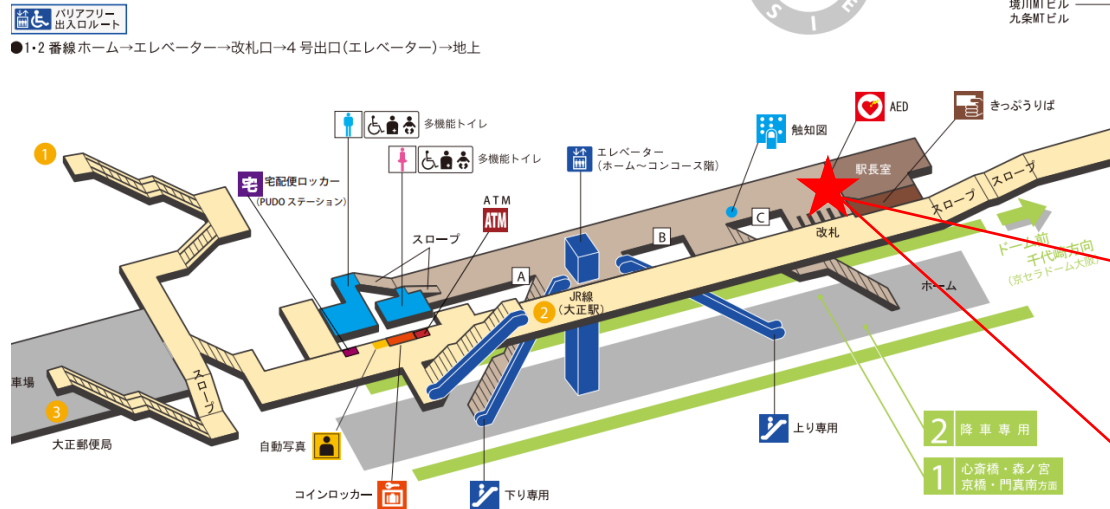 バリアフリー
出入口ルート
●1・2 番線ホーム→エレベーター→改札口→4 号出口(エレベーター)→地上
S I E
境川MTビル
九条MTビル
1
多機能トイレ
多機能トイレ
宅 宅配便ロッカー
(PUDO ステーション)
エレベーター
(ホーム〜コンコース階)
触知図
AED
きっぷうりば
駅長室
ATM
ATM
スロープ
スロープ
スロープ
A
B
C
改札
JR線
(大正駅)
2
ホーム
ドーム前
千代崎方向
(京セラドーム大阪)
車場
スロープ
3
大正郵便局
自動写真
コインロッカー
下り専用
上り専用
2 降車専用
1 心斎橋・森ノ宮
京橋・門真南方面